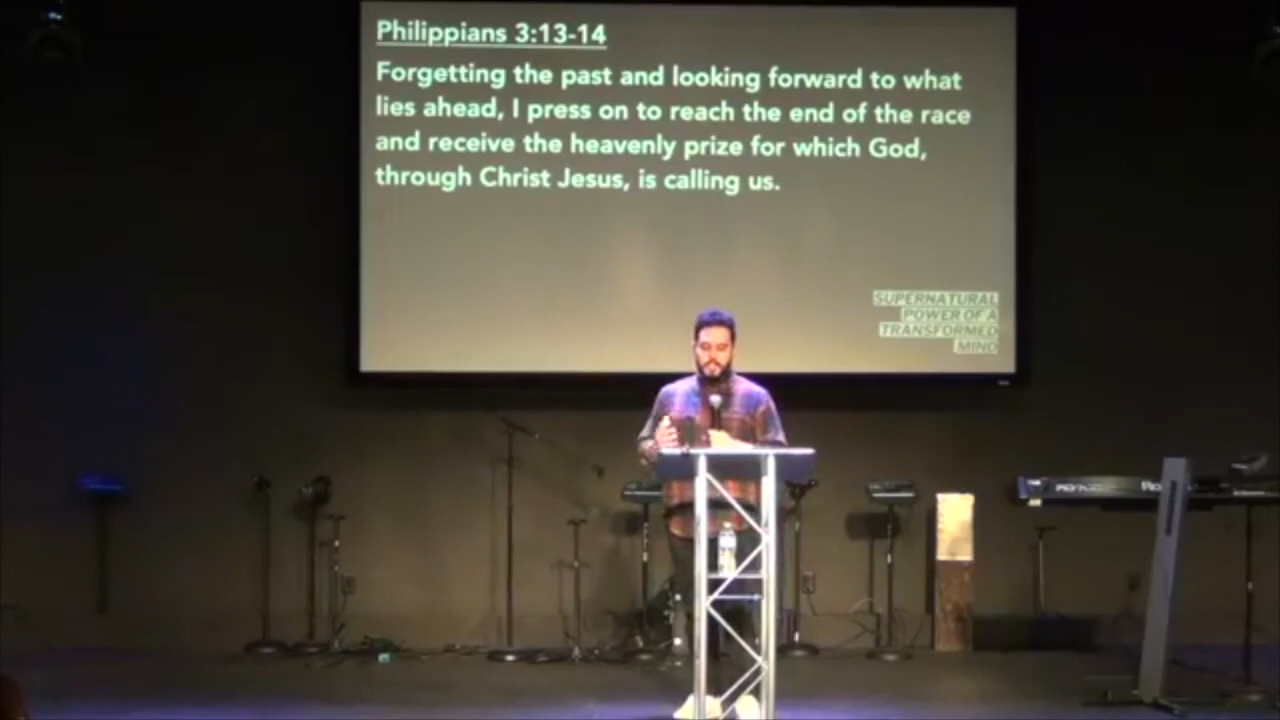 Philippians 3:13-14
Forgetting the past and looking forward to what
lies ahead, I press on to reach the end of the race
and receive the heavenly prize for which God,
through Christ Jesus, is calling us.
SUPERNATURAL
POWER OF A
TRANSFORMED
MIND